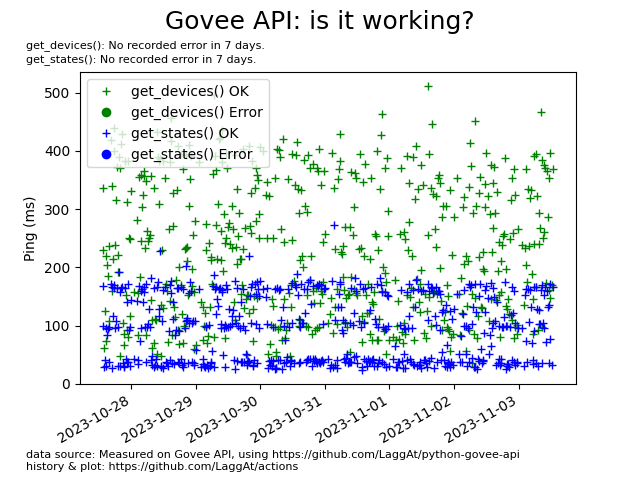 Govee API: is it working?
get_devices(): No recorded error in 7 days.
get_states(): No recorded error in 7 days.
get_devices() OK
get_devices() Error
get_states() OK
get_states() Error
Ping (ms)
500
400
300
200
100
0
2023-10-28
2023-10-29
2023-10-30
2023-10-31
2023-11-01
2023-11-02
2023-11-03
data source: Measured on Govee API, using https://github.com/LaggAt/python-govee-api
history & plot: https://github.com/LaggAt/actions